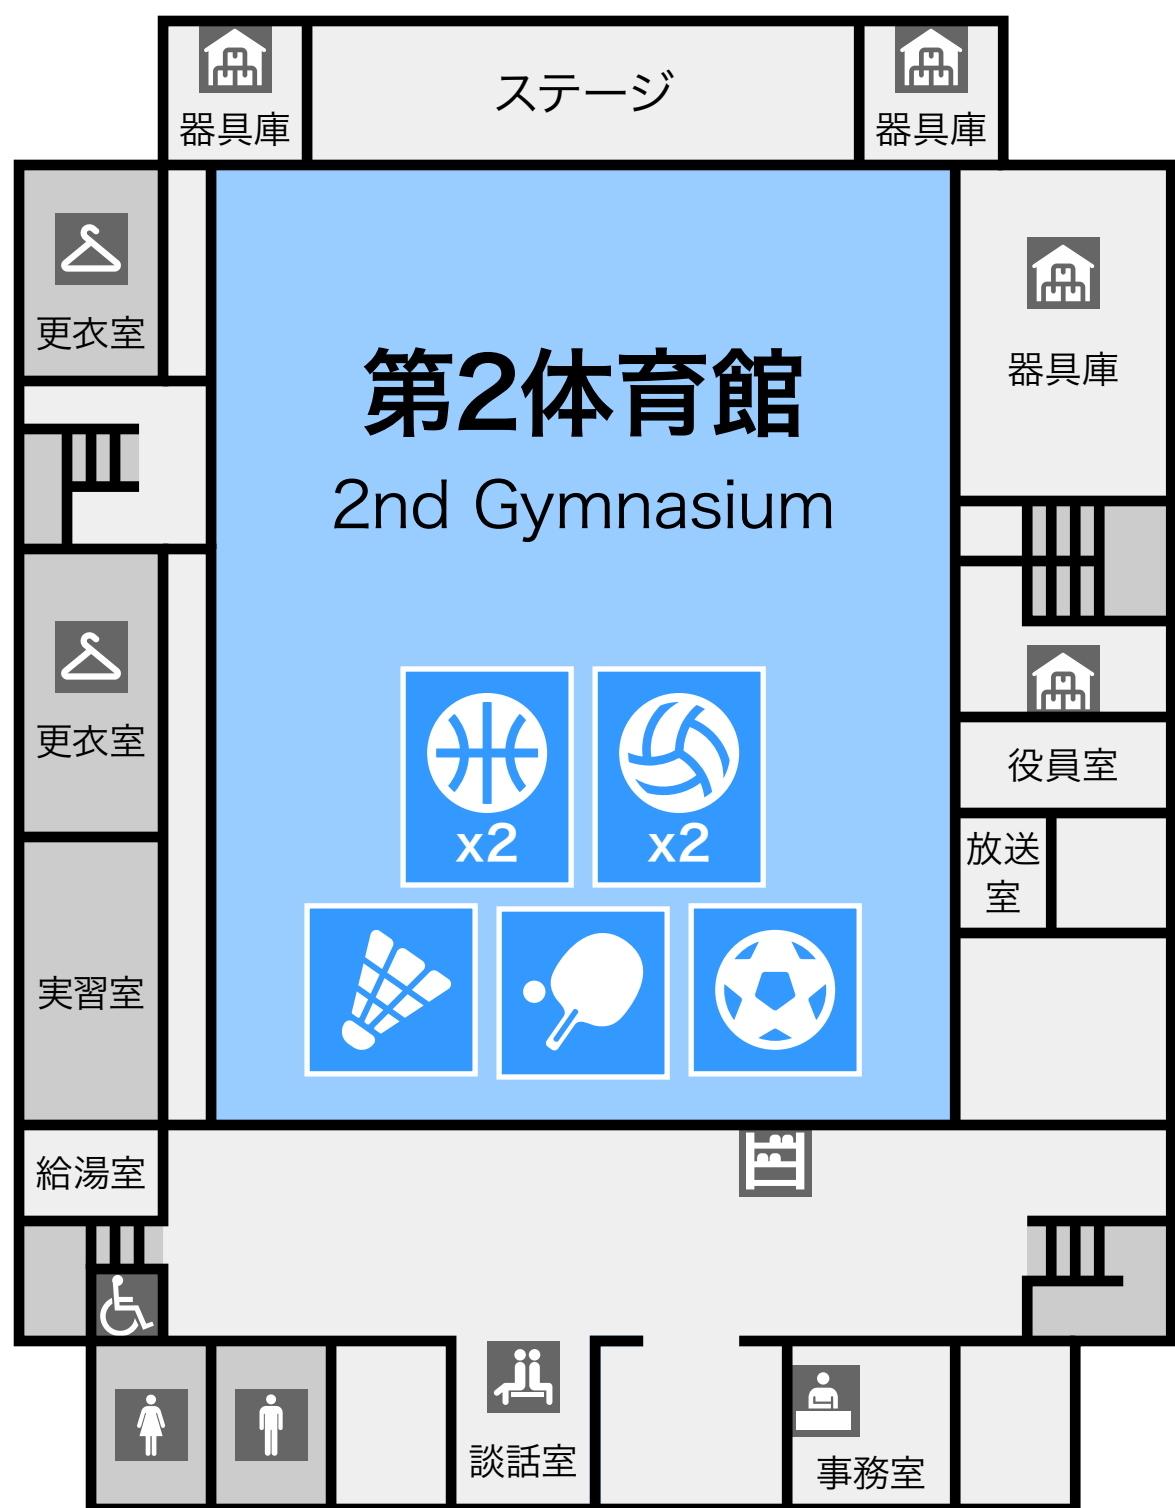 ステージ
器具庫
器具庫
更衣室
器具庫
第2体育館
2nd Gymnasium
更衣室
役員室
x2
x2
放送
室
実習室
給湯室
談話室
事務室